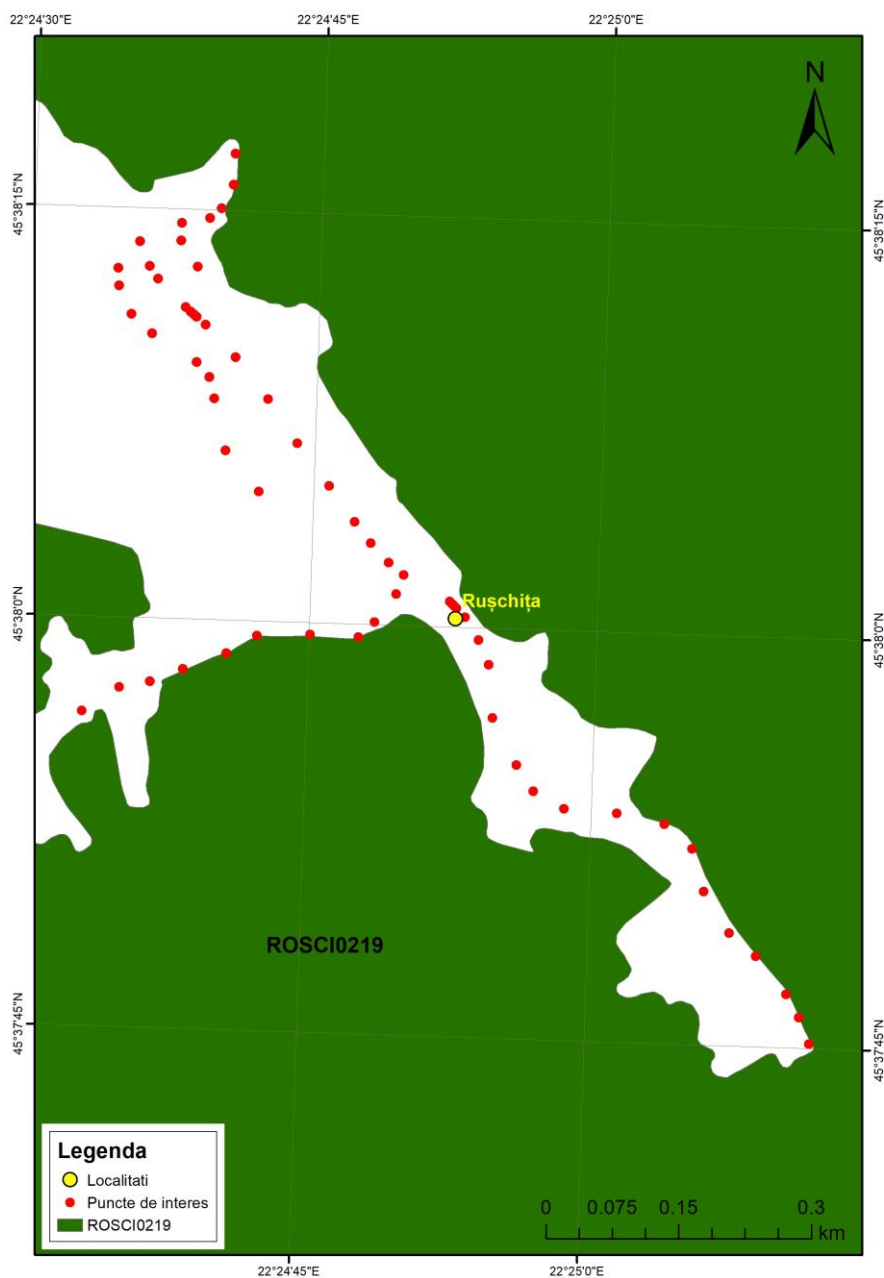 22°24'30"E
22°24'45"E
22°25'0"E
N
45°38'15"N
45°38'15"N
Rușchița
45°38'0"N
45°38'0"N
ROSCI0219
45°37'45"N
45°37'45"N
Legenda
Localitati
Puncte de interes
ROSCI0219
0 0.075 0.15 0.3
km
22°24'45"E
22°25'0"E